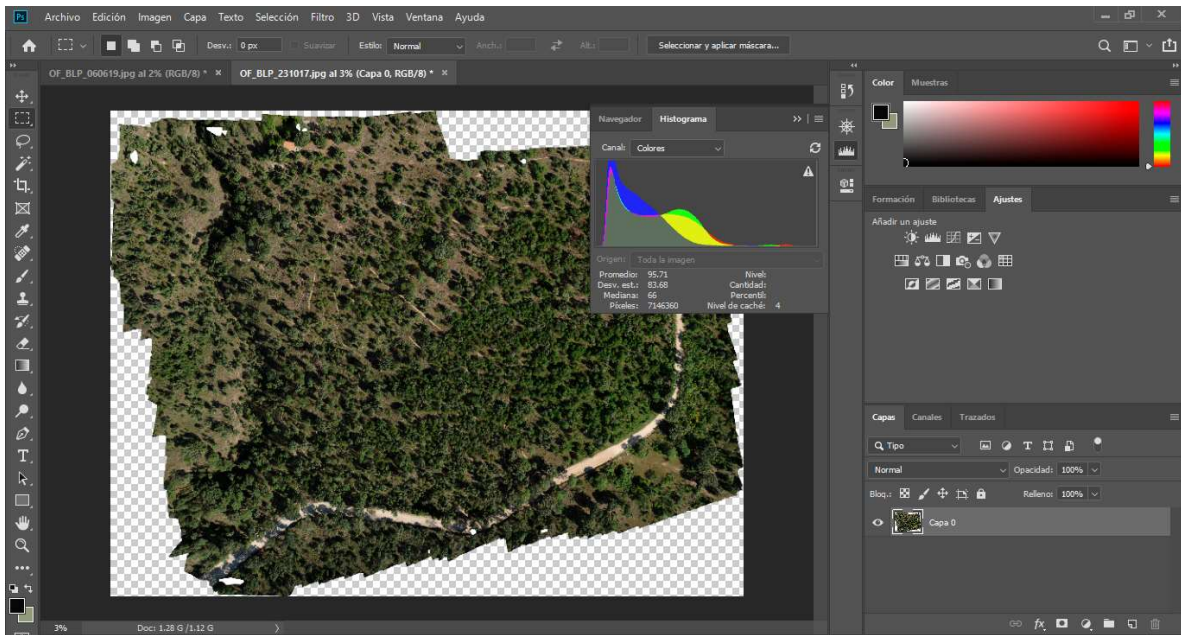 Ps Archivo Edición Imagen Capa Texto Selección Filtro 3D Vista Ventana Ayuda
Desv.: 0 px Suavizar Estilo: Normal Anch.: Alt.: Seleccionar y aplicar máscara...
OF_BLP_060619.jpg al 2% (RGB/8) * × OF_BLP_231017.jpg al 3% (Capa 0, RGB/8) * ×
Navegador Histograma
Canal: Colores
Origen: Toda la imagen
Promedio: 95.71 Nivel:
Desv. est.: 83.68 Cantidad:
Mediana: 66 Percentil:
Píxeles: 7146360 Nivel de caché: 4
Color Muestras
Formación Bibliotecas Ajustes
Añadir un ajuste
Capas Canales Trazados
Tipo
Normal Opacidad: 100%
Bloq.: Relleno: 100%
Capa 0
fx
3% Doc: 1.28 G/1.12 G